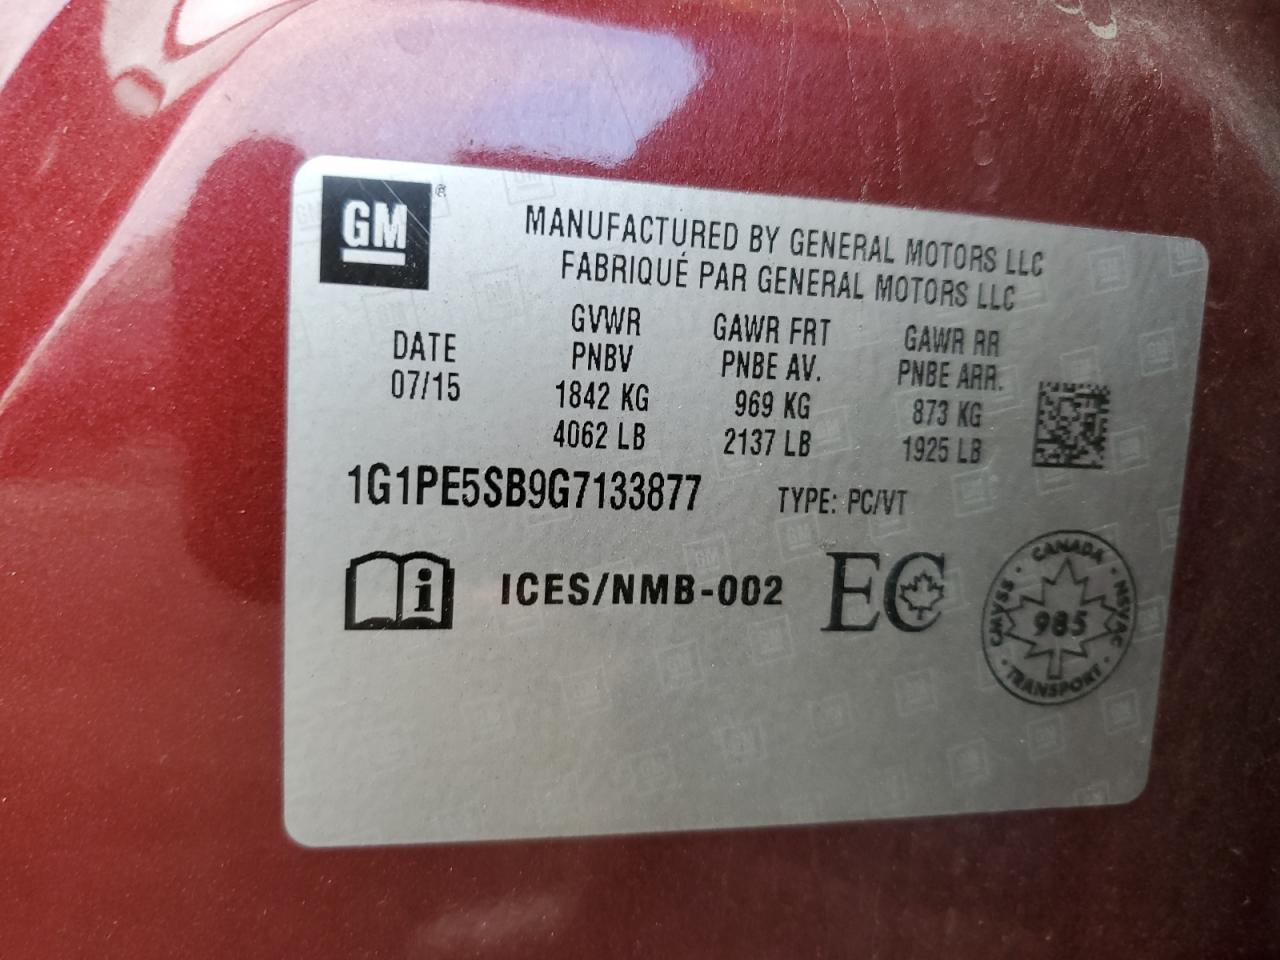 GM®
MANUFACTURED BY GENERAL MOTORS LLC
FABRIQUÉ PAR GENERAL MOTORS LLC
DATE
07/15
GVWR
PNBV
1842 KG
4062 LB
GAWR FRT
PNBE AV.
969 KG
2137 LB
GAWR RR
PNBE ARR.
873 KG
1925 LB
1G1PE5SB9G7133877
TYPE: PC/VT
i
ICES/NMB-002
EC
CANADA
CMVSS · NSVAC
985
· TRANSPORT ·